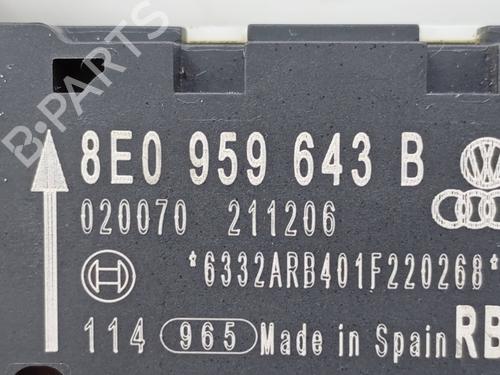 8E0 959 643 B
020070 211206
*6332ARB401F220268*
114 965 Made in Spain RB
B-PARTS